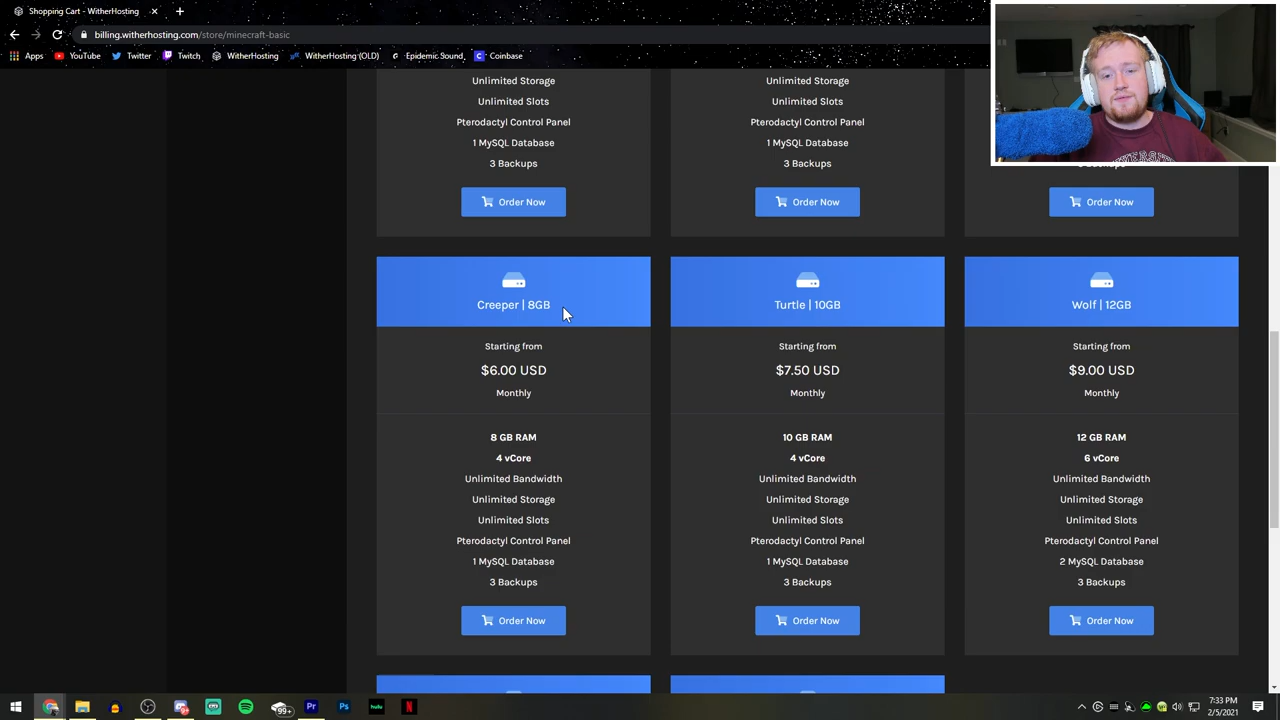 Shopping Cart - WitherHosting
billing.witherhosting.com/store/minecraft-basic
Apps
YouTube
Twitter
Twitch
WitherHosting
WitherHosting (OLD)
Epidemic Sound
Coinbase
Unlimited Storage
Unlimited Slots
Pterodactyl Control Panel
1 MySQL Database
3 Backups
Order Now
Unlimited Storage
Unlimited Slots
Pterodactyl Control Panel
1 MySQL Database
3 Backups
Order Now
Order Now
Creeper | 8GB
Starting from
$6.00 USD
Monthly
8 GB RAM
4 vCore
Unlimited Bandwidth
Unlimited Storage
Unlimited Slots
Pterodactyl Control Panel
1 MySQL Database
3 Backups
Order Now
Turtle | 10GB
Starting from
$7.50 USD
Monthly
10 GB RAM
4 vCore
Unlimited Bandwidth
Unlimited Storage
Unlimited Slots
Pterodactyl Control Panel
1 MySQL Database
3 Backups
Order Now
Wolf | 12GB
Starting from
$9.00 USD
Monthly
12 GB RAM
6 vCore
Unlimited Bandwidth
Unlimited Storage
Unlimited Slots
Pterodactyl Control Panel
2 MySQL Database
3 Backups
Order Now
99+
Pr
Ps
hulu
N
7:33 PM
2/5/2021